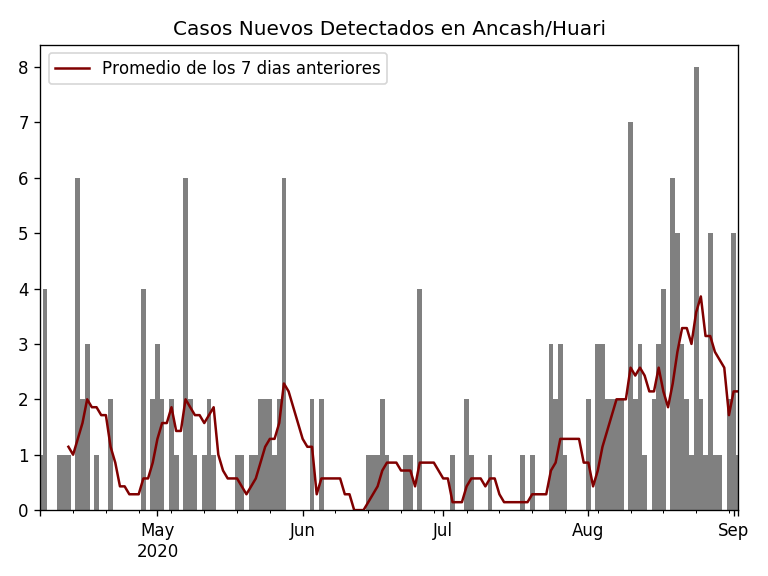 Casos Nuevos Detectados en Ancash/Huari
Promedio de los 7 dias anteriores
8
7
6
5
4
3
2
1
0
May
2020
Jun
Jul
Aug
Sep